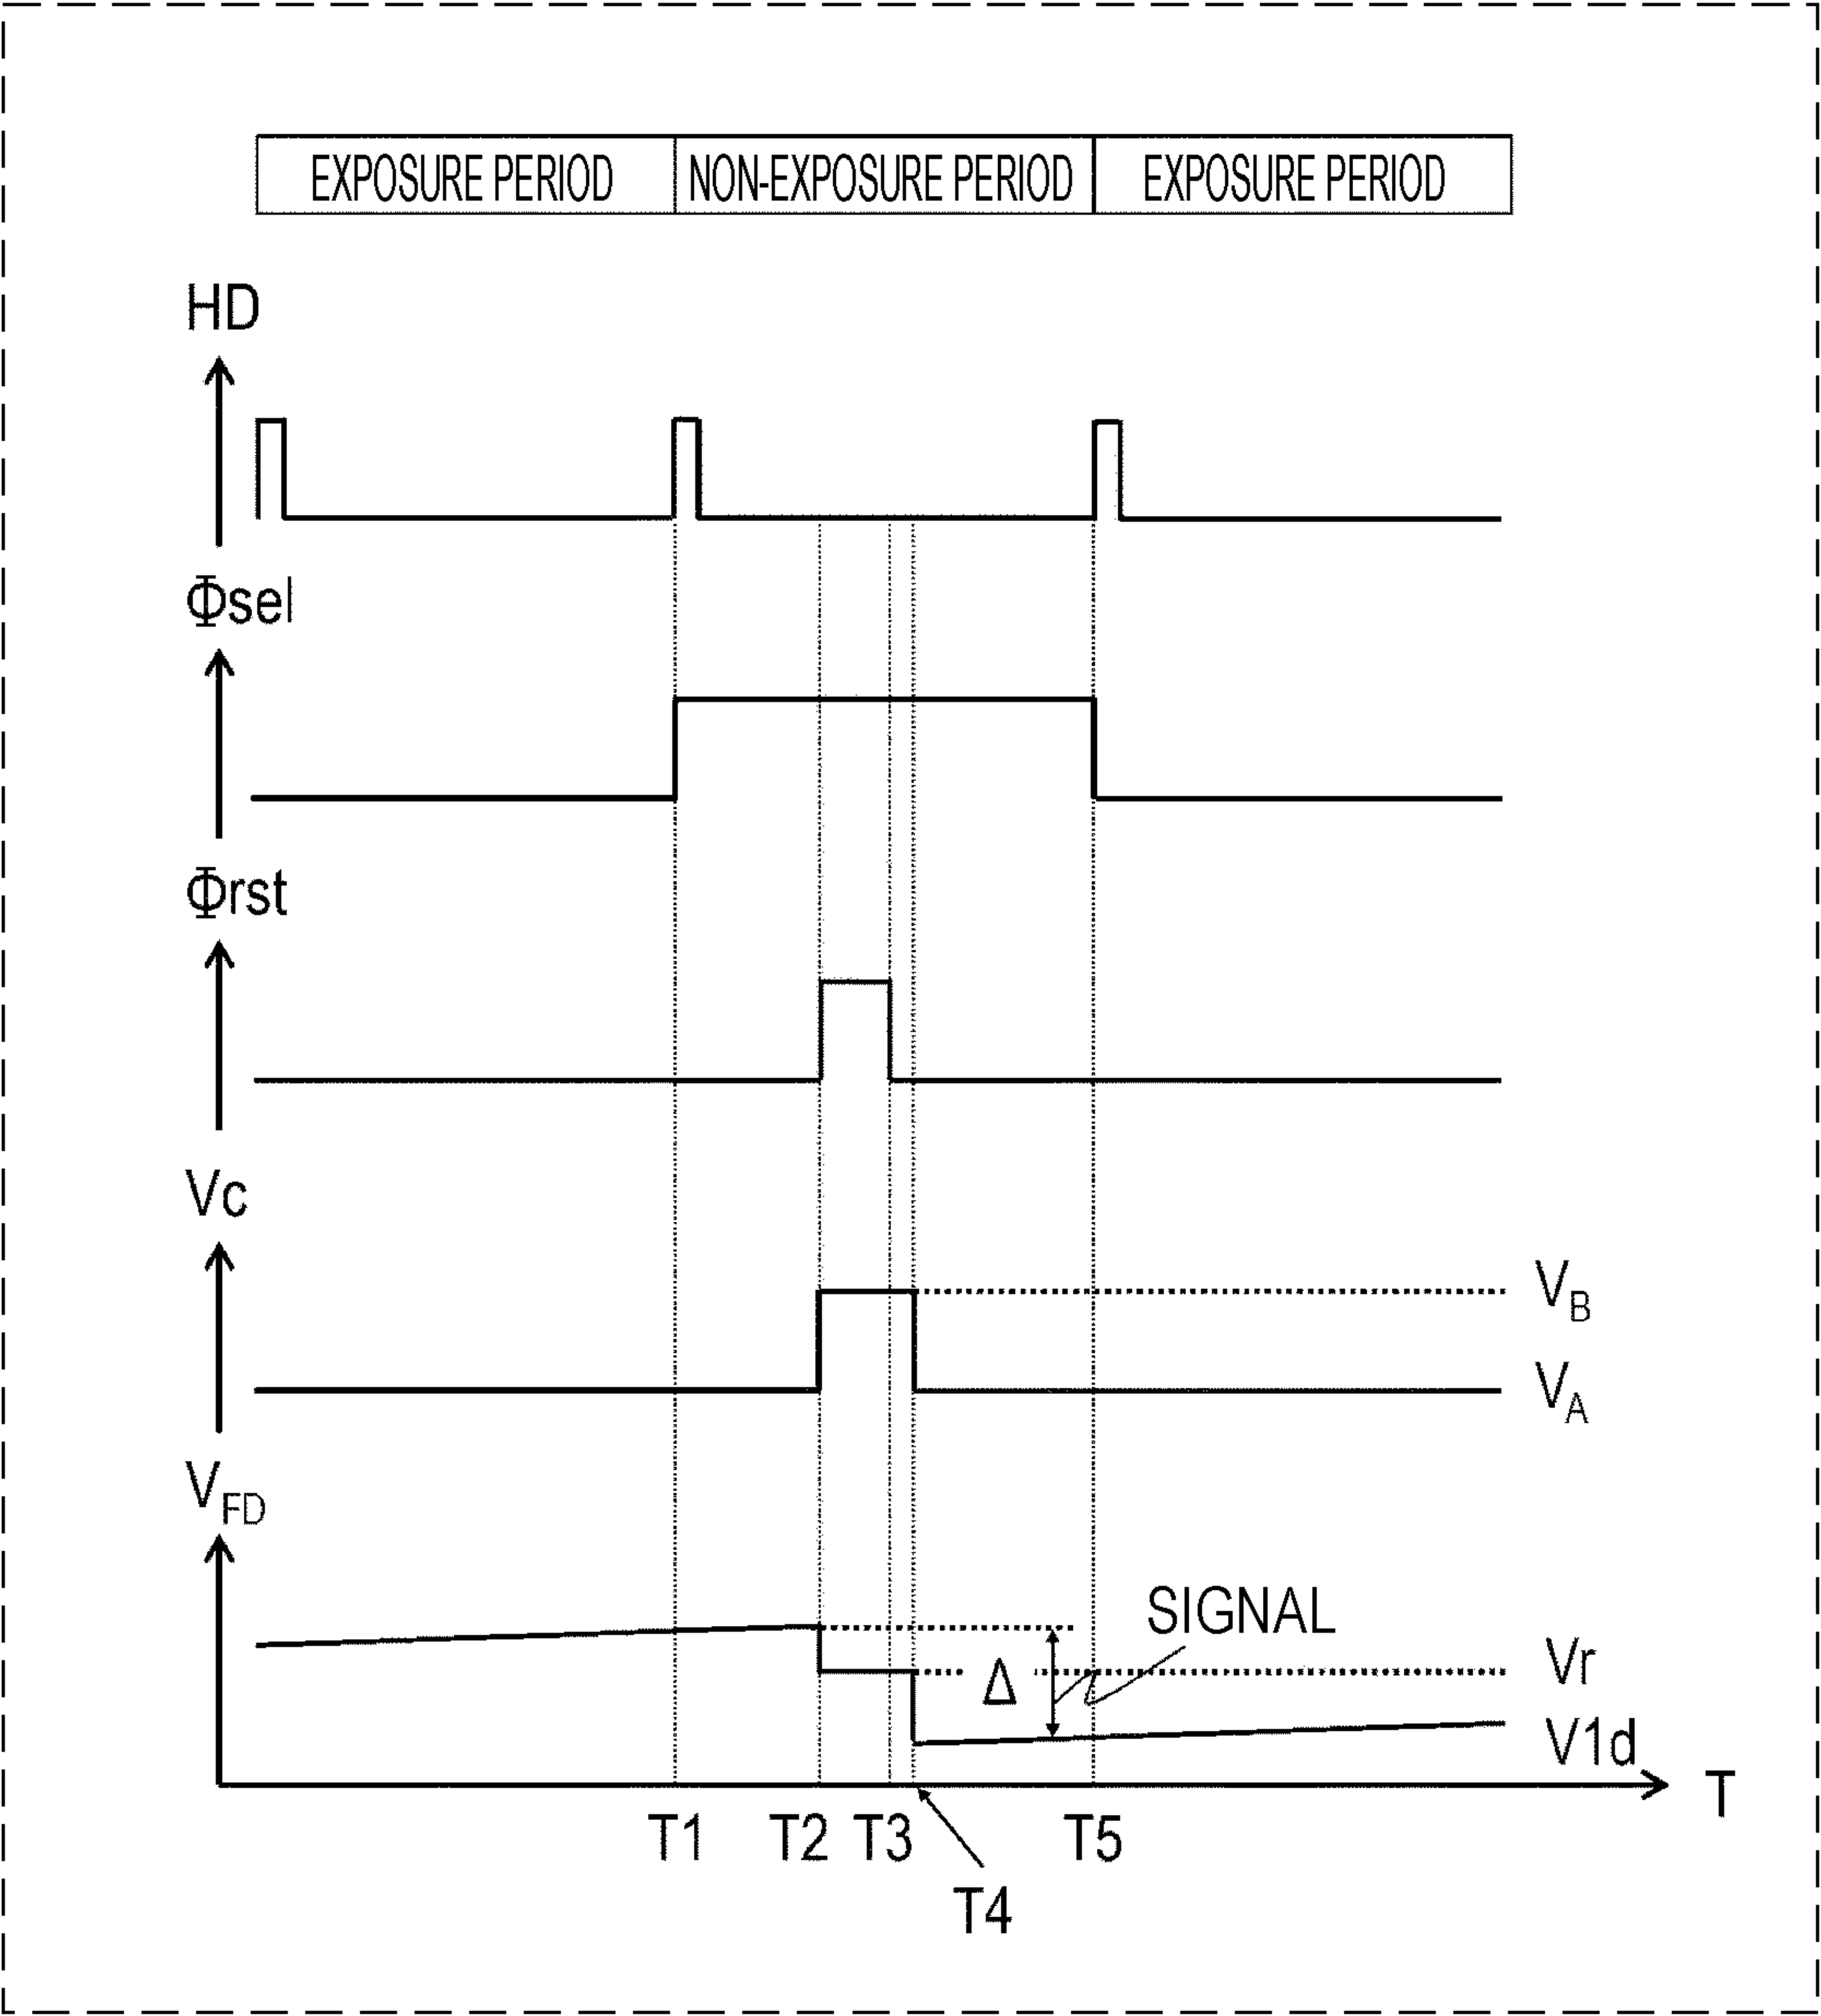 EXPOSURE PERIOD NON-EXPOSURE PERIOD EXPOSURE PERIOD
HD
Φsel
Φrst
Vc
VB
VA
VFD
SIGNAL
Δ
Vr
V1d
T
T1 T2 T3 T5
T4